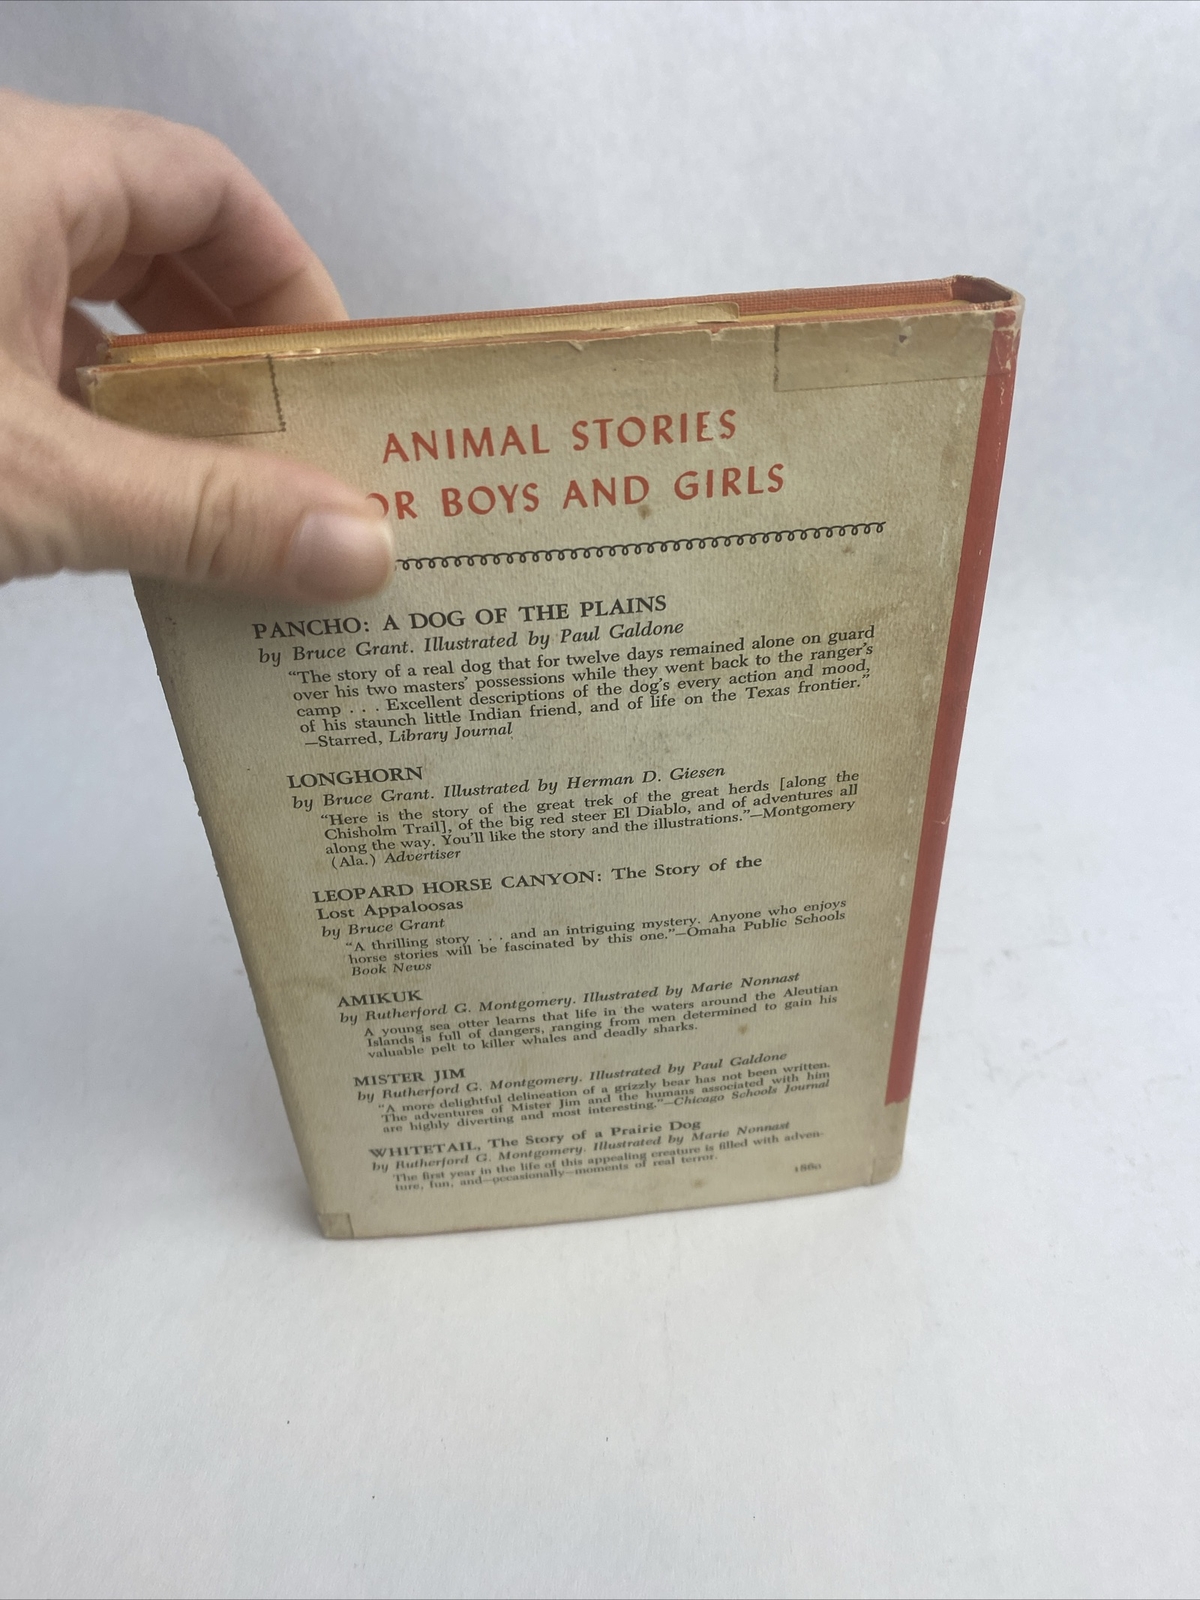 ANIMAL STORIES
OR BOYS AND GIRLS
PANCHO: A DOG OF THE PLAINS
by Bruce Grant. Illustrated by Paul Galdone
“The story of a real dog that for twelve days remained alone on guard
over his two masters’ possessions while they went back to the ranger’s
camp . . . Excellent descriptions of the dog’s every action and mood,
of his staunch little Indian friend, and of life on the Texas frontier.”
—Starred, Library Journal
LONGHORN
by Bruce Grant. Illustrated by Herman D. Giesen
“Here is the story of the great trek of the great herds [along the
Chisholm Trail], of the big red steer El Diablo, and of adventures all
along the way. You’ll like the story and the illustrations.”—Montgomery
(Ala.) Advertiser
LEOPARD HORSE CANYON: The Story of the
Lost Appaloosas
by Bruce Grant
“A thrilling story . . . and an intriguing mystery. Anyone who enjoys
horse stories will be fascinated by this one.”—Omaha Public Schools
Book News
AMIKUK
by Rutherford G. Montgomery. Illustrated by Marie Nonnast
A young sea otter learns that life in the waters around the Aleutian
Islands is full of dangers, ranging from men determined to gain his
valuable pelt to killer whales and deadly sharks.
MISTER JIM
by Rutherford G. Montgomery. Illustrated by Paul Galdone
“A more delightful delineation of a grizzly bear has not been written.
The adventures of Mister Jim and the humans associated with him
are highly diverting and most interesting.”—Chicago Schools Journal
WHITETAIL, The Story of a Prairie Dog
by Rutherford G. Montgomery. Illustrated by Marie Nonnast
The first year in the life of this appealing creature is filled with adven-
ture, fun, and—occasionally—moments of real terror.